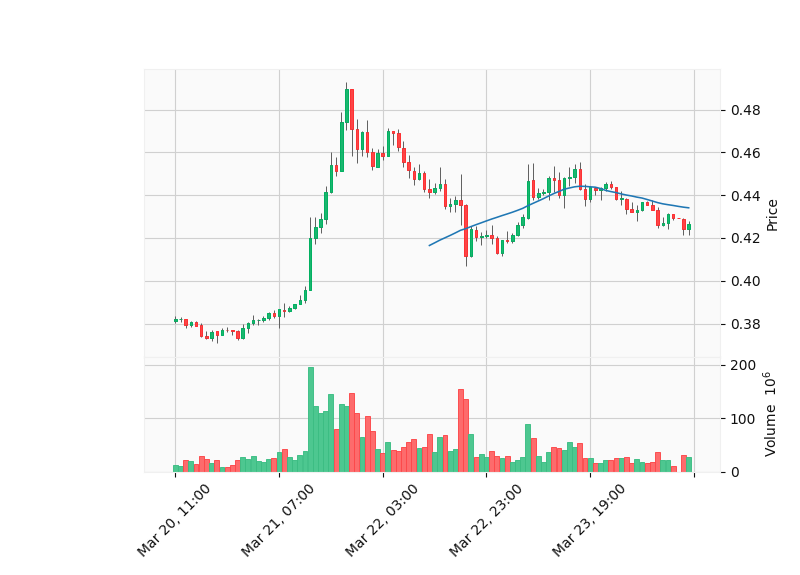 0.48
0.46
0.44
0.42
0.40
0.38
Price
200
100
0
Volume 10^6
Mar 20, 11:00
Mar 21, 07:00
Mar 22, 03:00
Mar 22, 23:00
Mar 23, 19:00